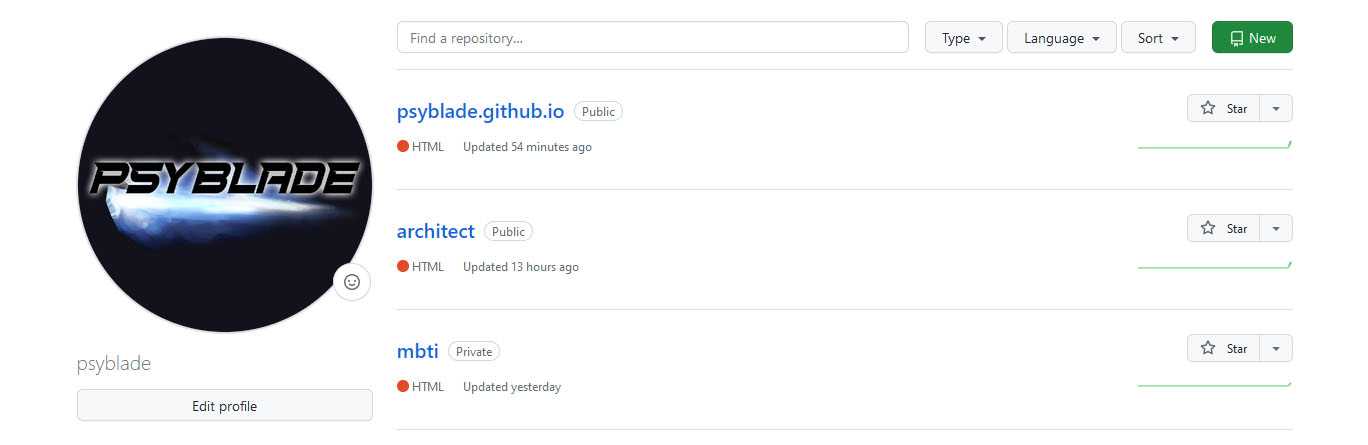 Find a repository...
Type
Language
Sort
New
PSYBLADE
psyblade
Edit profile
psyblade.github.io Public
Star
HTML Updated 54 minutes ago
architect Public
Star
HTML Updated 13 hours ago
mbti Private
Star
HTML Updated yesterday